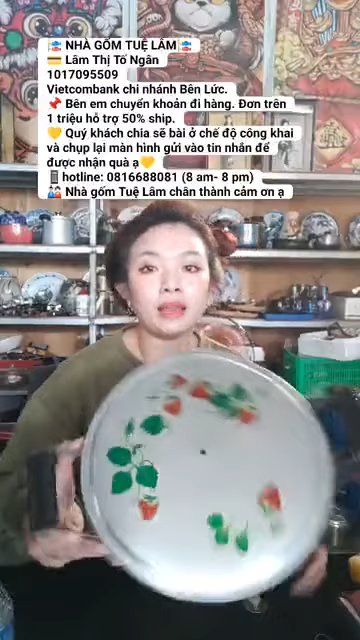 🎏 NHÀ GỐM TUỆ LÂM🎏
💳 Lâm Thị Tố Ngân
1017095509
Vietcombank chi nhánh Bên Lức.
📌 Bên em chuyển khoản đi hàng. Đơn trên
1 triệu hỗ trợ 50% ship.
💛 Quý khách chia sẽ bài ở chế độ công khai
và chụp lại màn hình gửi vào tin nhắn để
được nhận quà ạ💛
📱hotline: 0816688081 (8 am- 8 pm)
🎎 Nhà gốm Tuệ Lâm chân thành cảm ơn ạ